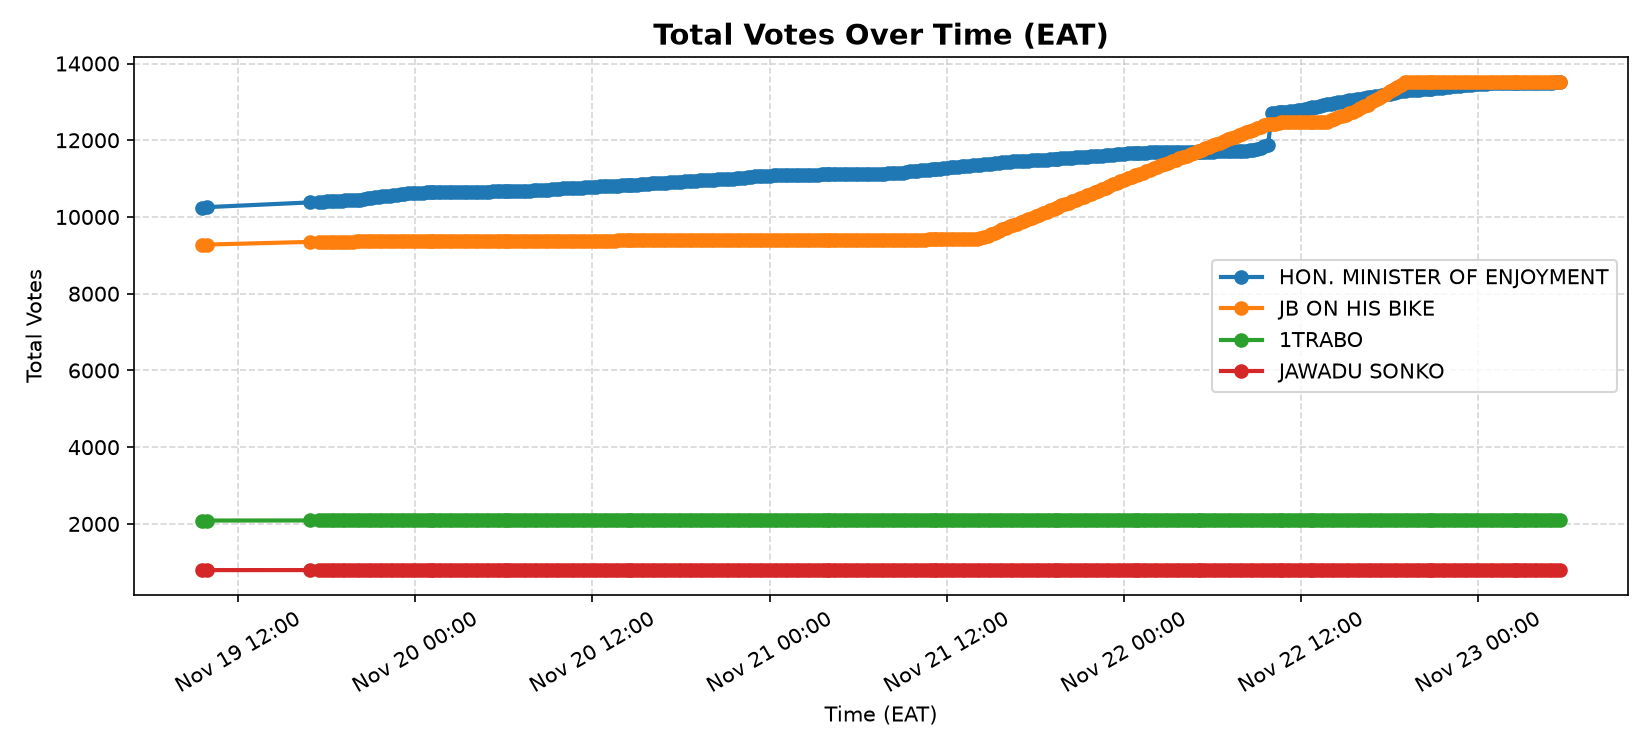 Total Votes Over Time (EAT)
Total Votes
14000
12000
10000
8000
6000
4000
2000
HON. MINISTER OF ENJOYMENT
JB ON HIS BIKE
1TRABO
JAWADU SONKO
Nov 19 12:00
Nov 20 00:00
Nov 20 12:00
Nov 21 00:00
Nov 21 12:00
Nov 22 00:00
Nov 22 12:00
Nov 23 00:00
Time (EAT)